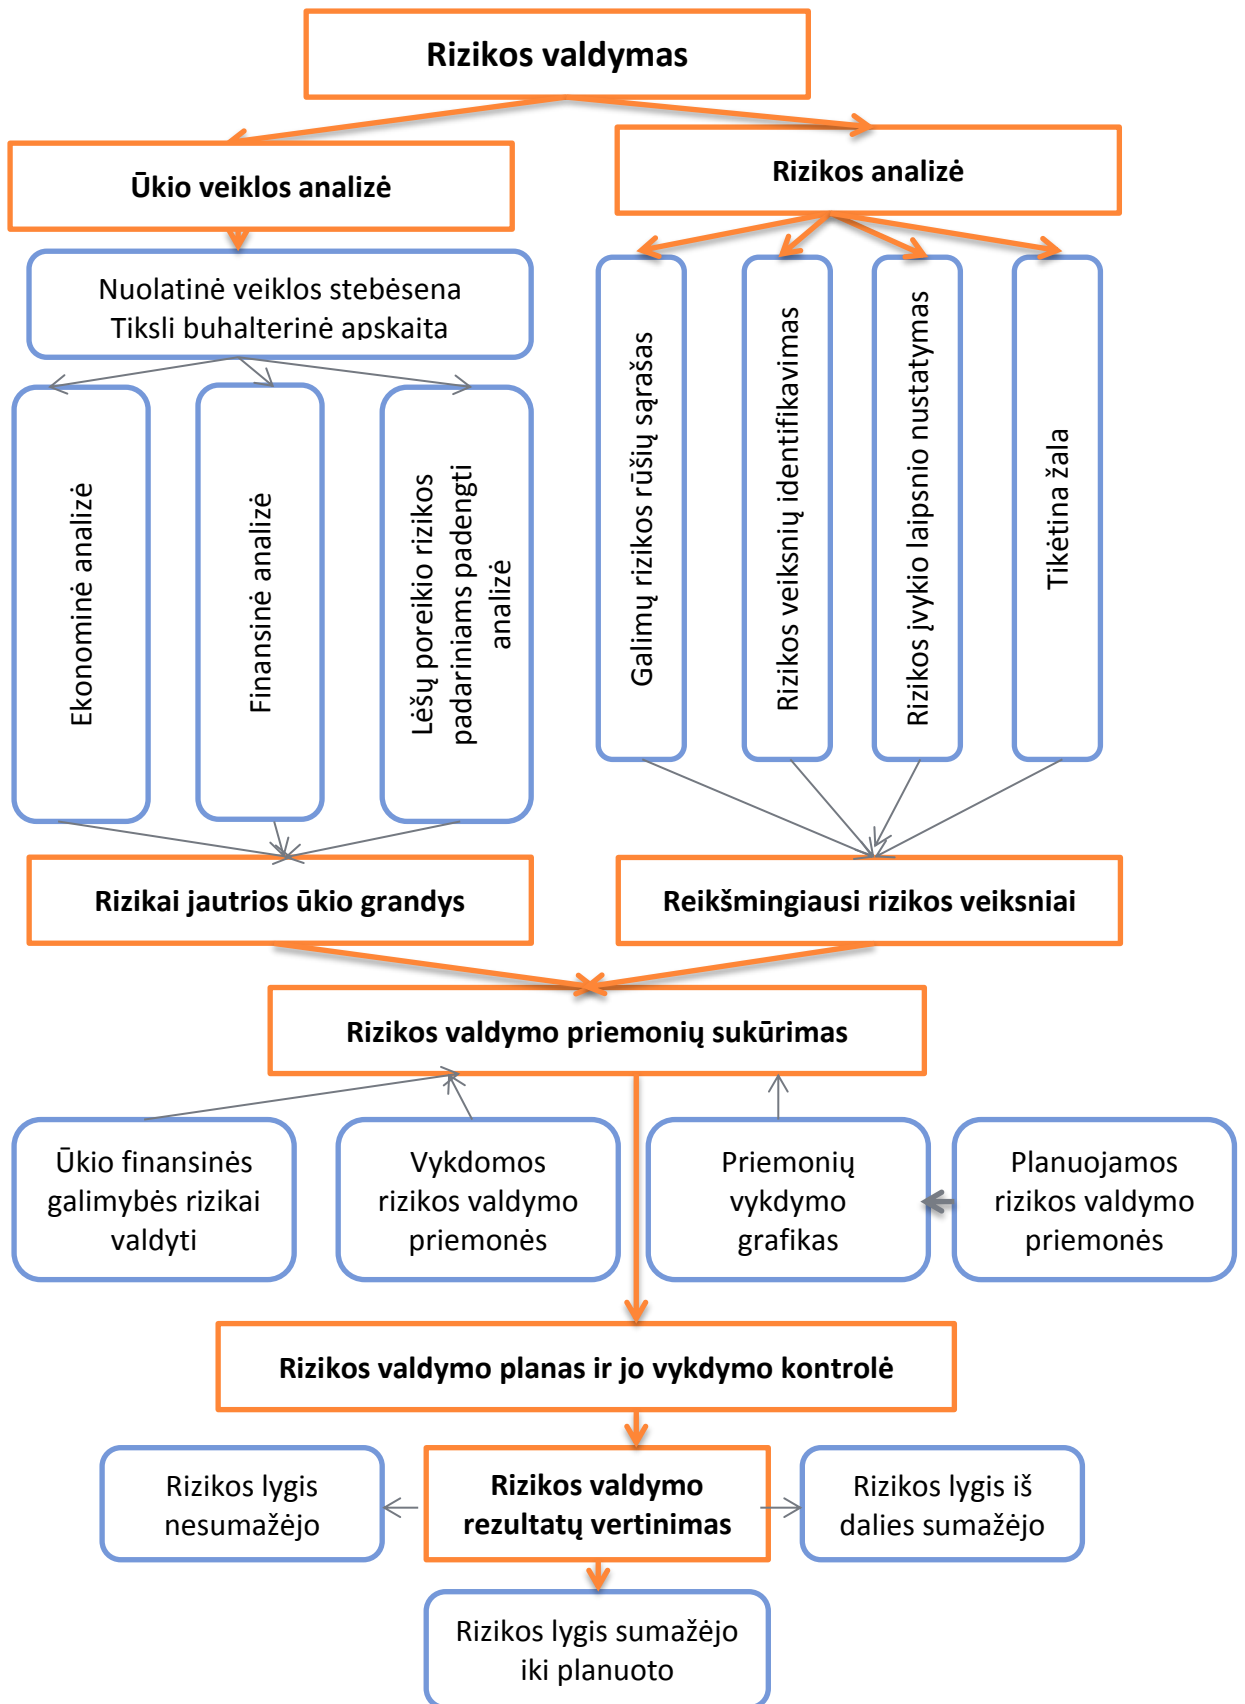 Rizikos valdymas
Ūkio veiklos analizė
Rizikos analizė
Nuolatinė veiklos stebėsena
Tiksli buhalterinė apskaita
Ekonominė analizė
Finansinė analizė
Lėšų poreikio rizikos
padariniams padengti
analizė
Galimų rizikos rūšių sąrašas
Rizikos veiksnių identifikavimas
Rizikos įvykio laipsnio nustatymas
Tikėtina žala
Rizikai jautrios ūkio grandys
Reikšmingiausi rizikos veiksniai
Rizikos valdymo priemonių sukūrimas
Ūkio finansinės
galimybės rizikai
valdyti
Vykdomos
rizikos valdymo
priemonės
Priemonių
vykdymo
grafikas
Planuojamos
rizikos valdymo
priemonės
Rizikos valdymo planas ir jo vykdymo kontrolė
Rizikos lygis
nesumažėjo
Rizikos valdymo
rezultatų vertinimas
Rizikos lygis iš
dalies sumažėjo
Rizikos lygis sumažėjo
iki planuoto